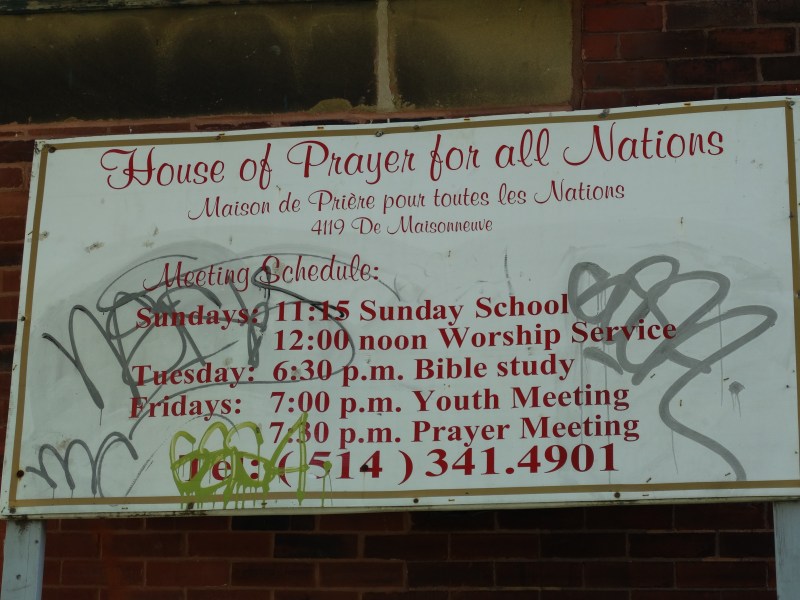 House of Prayer for all Nations
Maison de Prière pour toutes les Nations
4119 De Maisonneuve
Meeting Schedule:
Sundays: 11:15 Sunday School
12:00 noon Worship Service
Tuesday: 6:30 p.m. Bible study
Fridays: 7:00 p.m. Youth Meeting
7:30 p.m. Prayer Meeting
Tel: ( 514 ) 341.4901